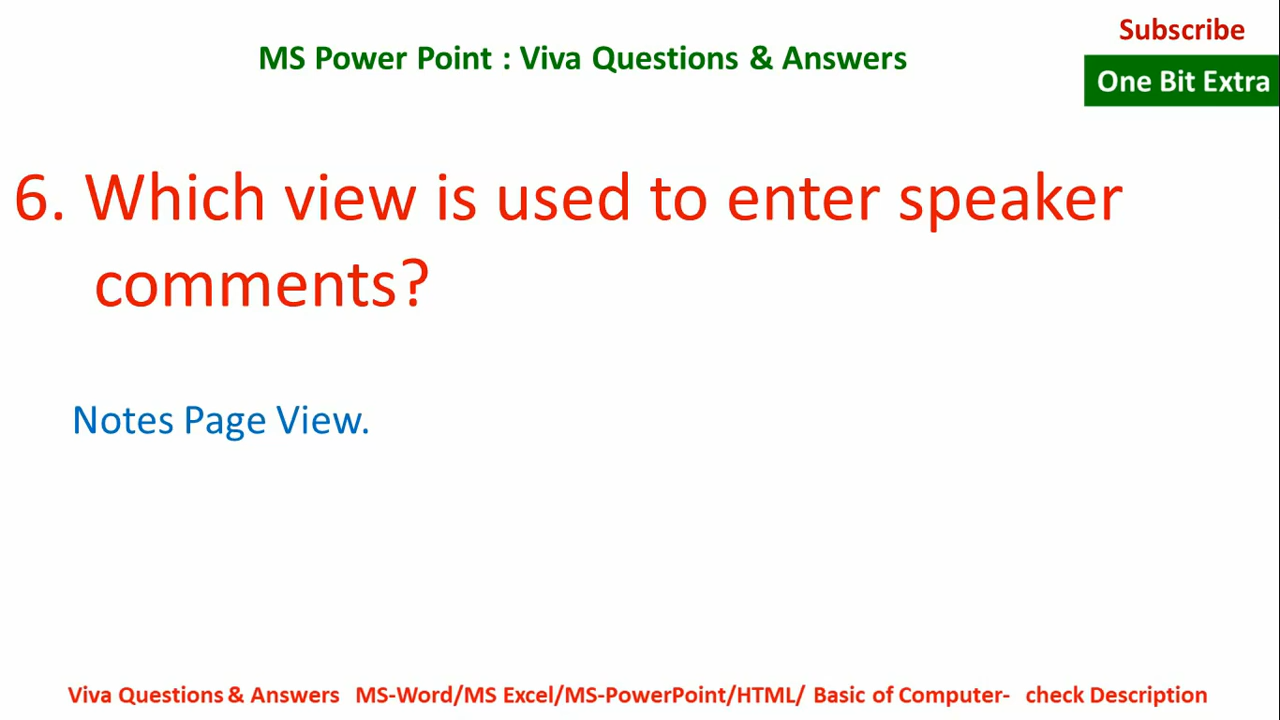 Subscribe
MS Power Point : Viva Questions & Answers
One Bit Extra
6. Which view is used to enter speaker
comments?
Notes Page View.
Viva Questions & Answers MS-Word/MS Excel/MS-PowerPoint/HTML/ Basic of Computer- check Description